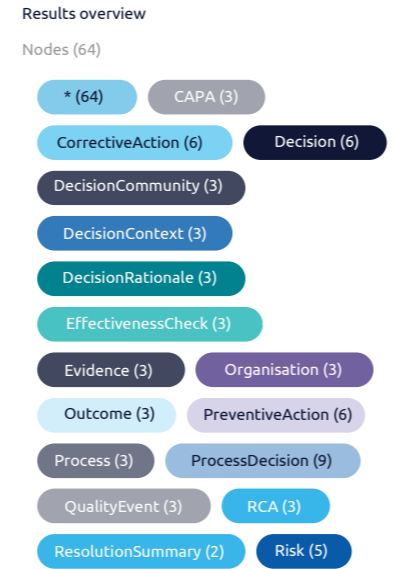 Results overview
Nodes (64)
* (64) CAPA (3)
CorrectiveAction (6) Decision (6)
DecisionCommunity (3)
DecisionContext (3)
DecisionRationale (3)
EffectivenessCheck (3)
Evidence (3) Organisation (3)
Outcome (3) PreventiveAction (6)
Process (3) ProcessDecision (9)
QualityEvent (3) RCA (3)
ResolutionSummary (2) Risk (5)